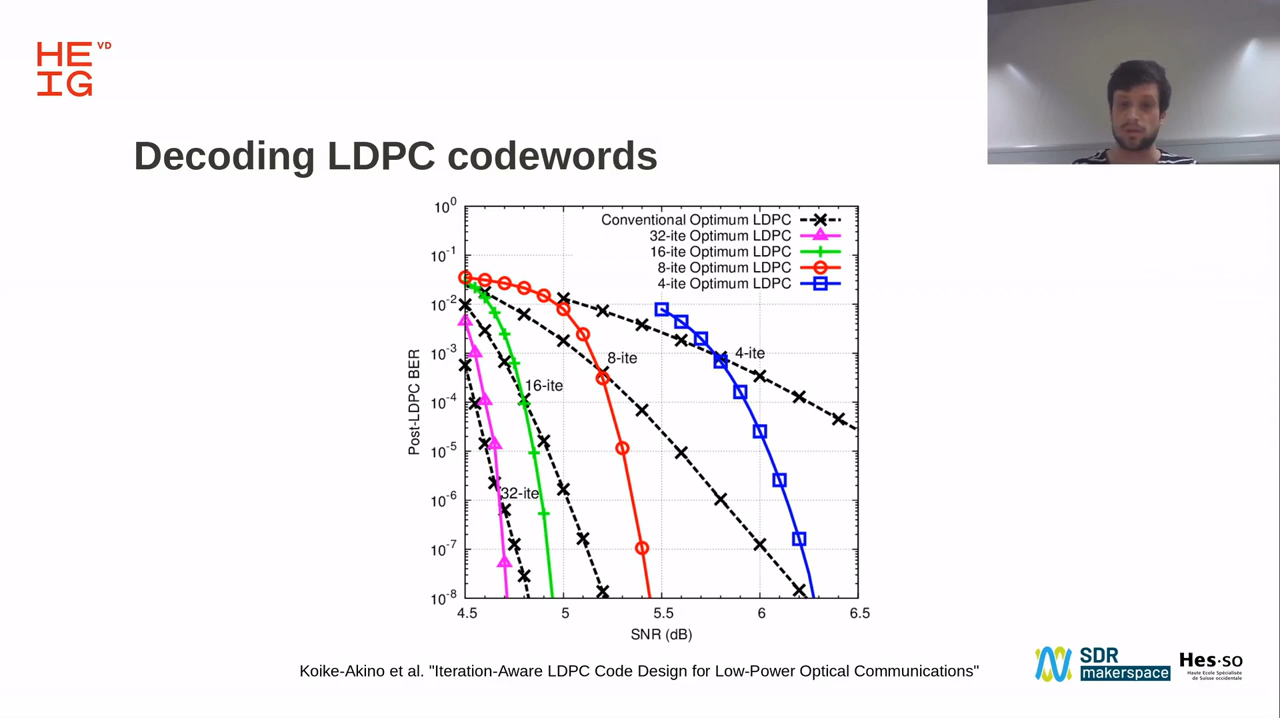 HE VD
IG
Decoding LDPC codewords
10^0
10^-1
10^-2
10^-3
10^-4
10^-5
10^-6
10^-7
10^-8
Post-LDPC BER
Conventional Optimum LDPC
32-ite Optimum LDPC
16-ite Optimum LDPC
8-ite Optimum LDPC
4-ite Optimum LDPC
4-ite
8-ite
16-ite
32-ite
4.5 5 5.5 6 6.5
SNR (dB)
Koike-Akino et al. "Iteration-Aware LDPC Code Design for Low-Power Optical Communications"
SDR
makerspace
Hes·so
Haute Ecole Spécialisée
de Suisse occidentale